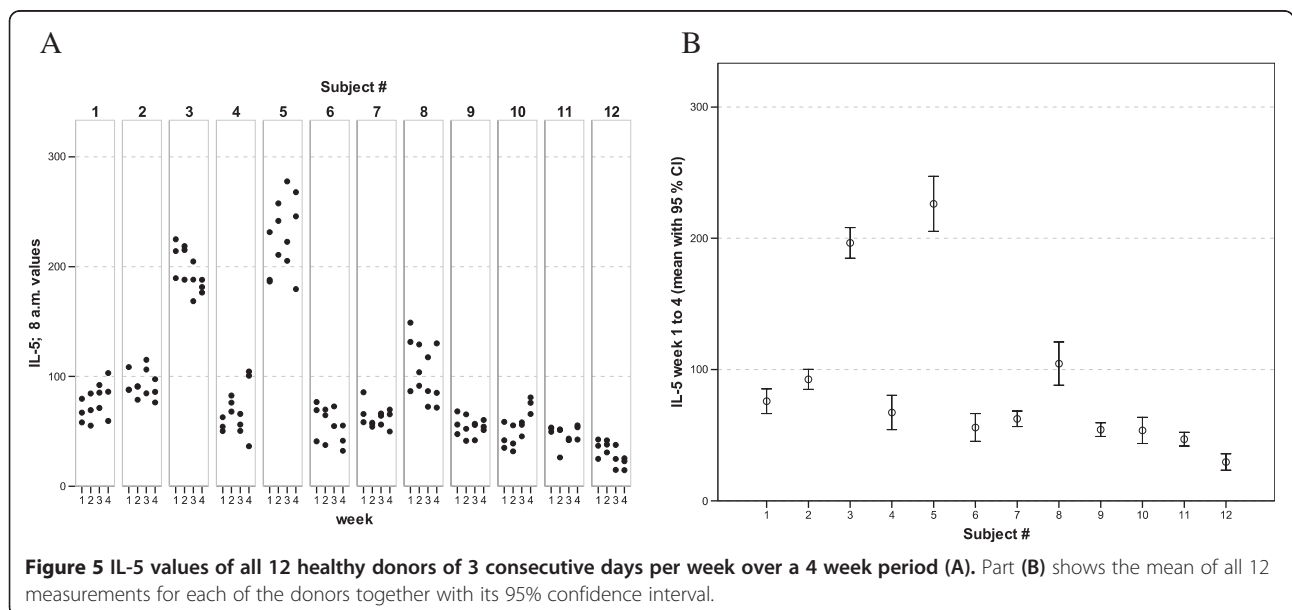 A
Subject #
1 2 3 4 5 6 7 8 9 10 11 12
IL-5; 8 a.m. values
300
200
100
0
1 2 3 4 1 2 3 4 1 2 3 4 1 2 3 4 1 2 3 4 1 2 3 4 1 2 3 4 1 2 3 4 1 2 3 4 1 2 3 4 1 2 3 4 1 2 3 4
week
B
IL-5 week 1 to 4 (mean with 95 % CI)
300
200
100
0
1 2 3 4 5 6 7 8 9 10 11 12
Subject #
Figure 5 IL-5 values of all 12 healthy donors of 3 consecutive days per week over a 4 week period (A). Part (B) shows the mean of all 12
measurements for each of the donors together with its 95% confidence interval.